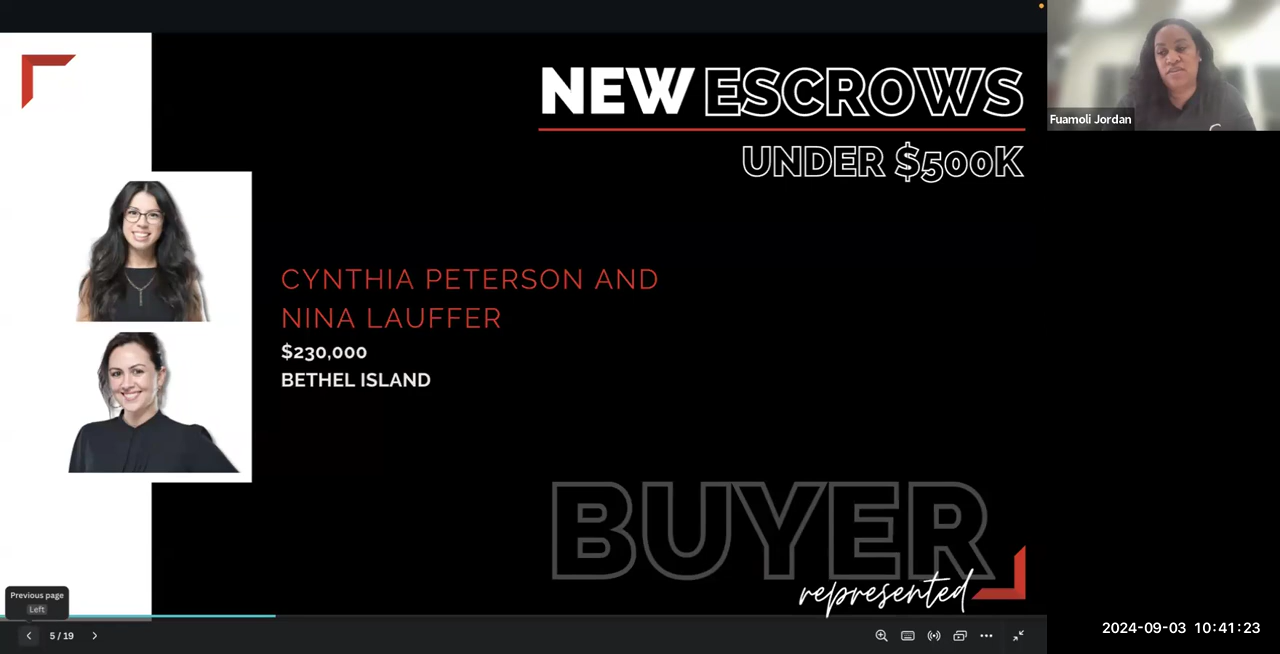 NEW ESCROWS
UNDER $500K
Fuamoli Jordan
CYNTHIA PETERSON AND
NINA LAUFFER
$230,000
BETHEL ISLAND
BUYER
represented
Previous page
Left
5 / 19
2024-09-03 10:41:23